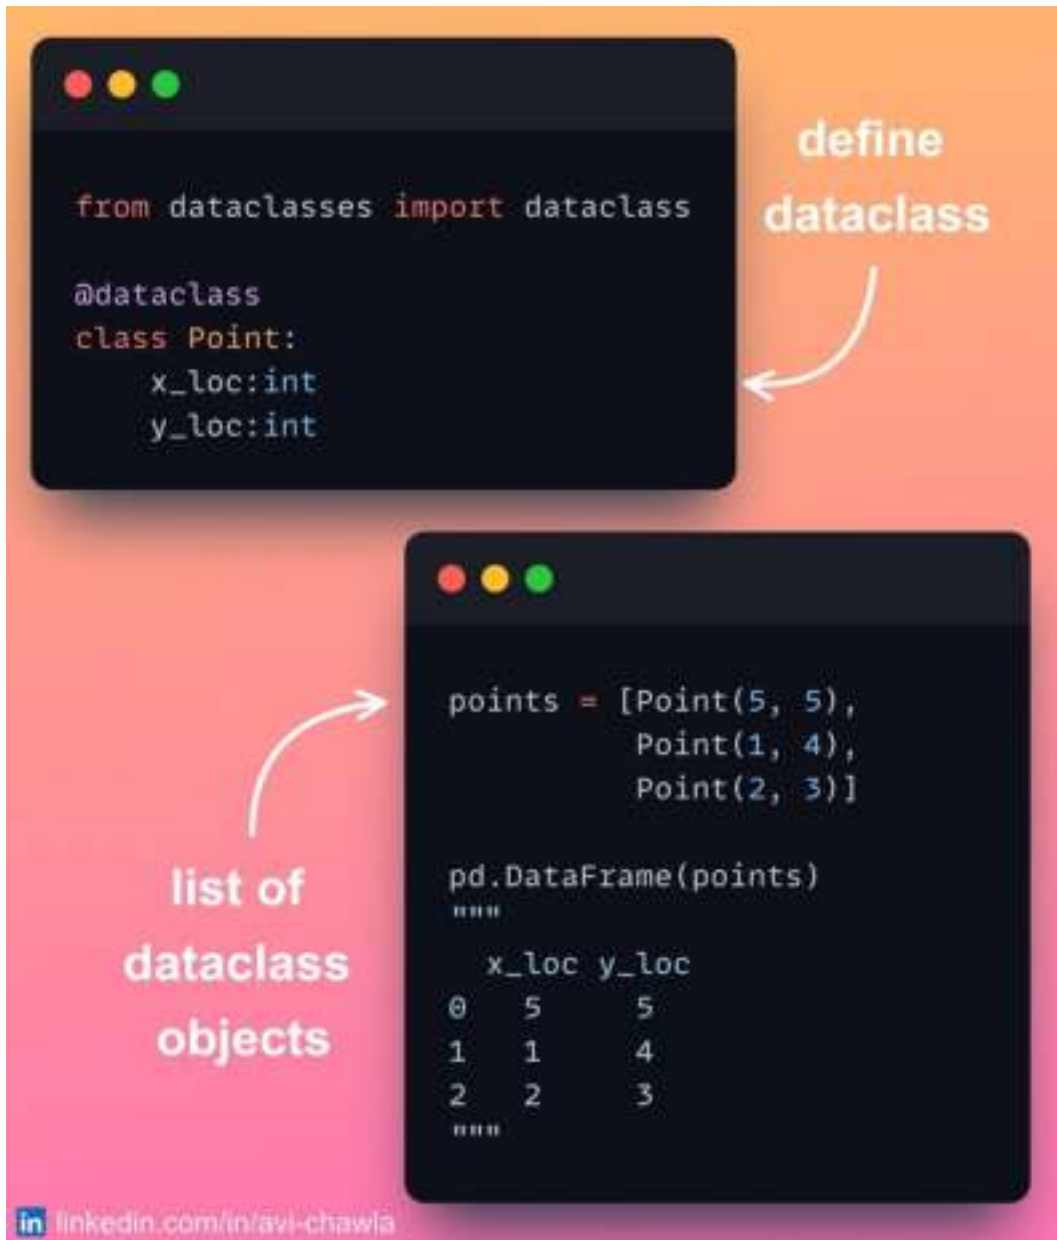 from dataclasses import dataclass
@dataclass
class Point:
    x_loc:int
    y_loc:int
define
dataclass
points = [Point(5, 5),
          Point(1, 4),
          Point(2, 3)]
pd.DataFrame(points)
"""
  x_loc y_loc
0   5     5
1   1     4
2   2     3
"""
list of
dataclass
objects
in linkedin.com/in/avi-chawla